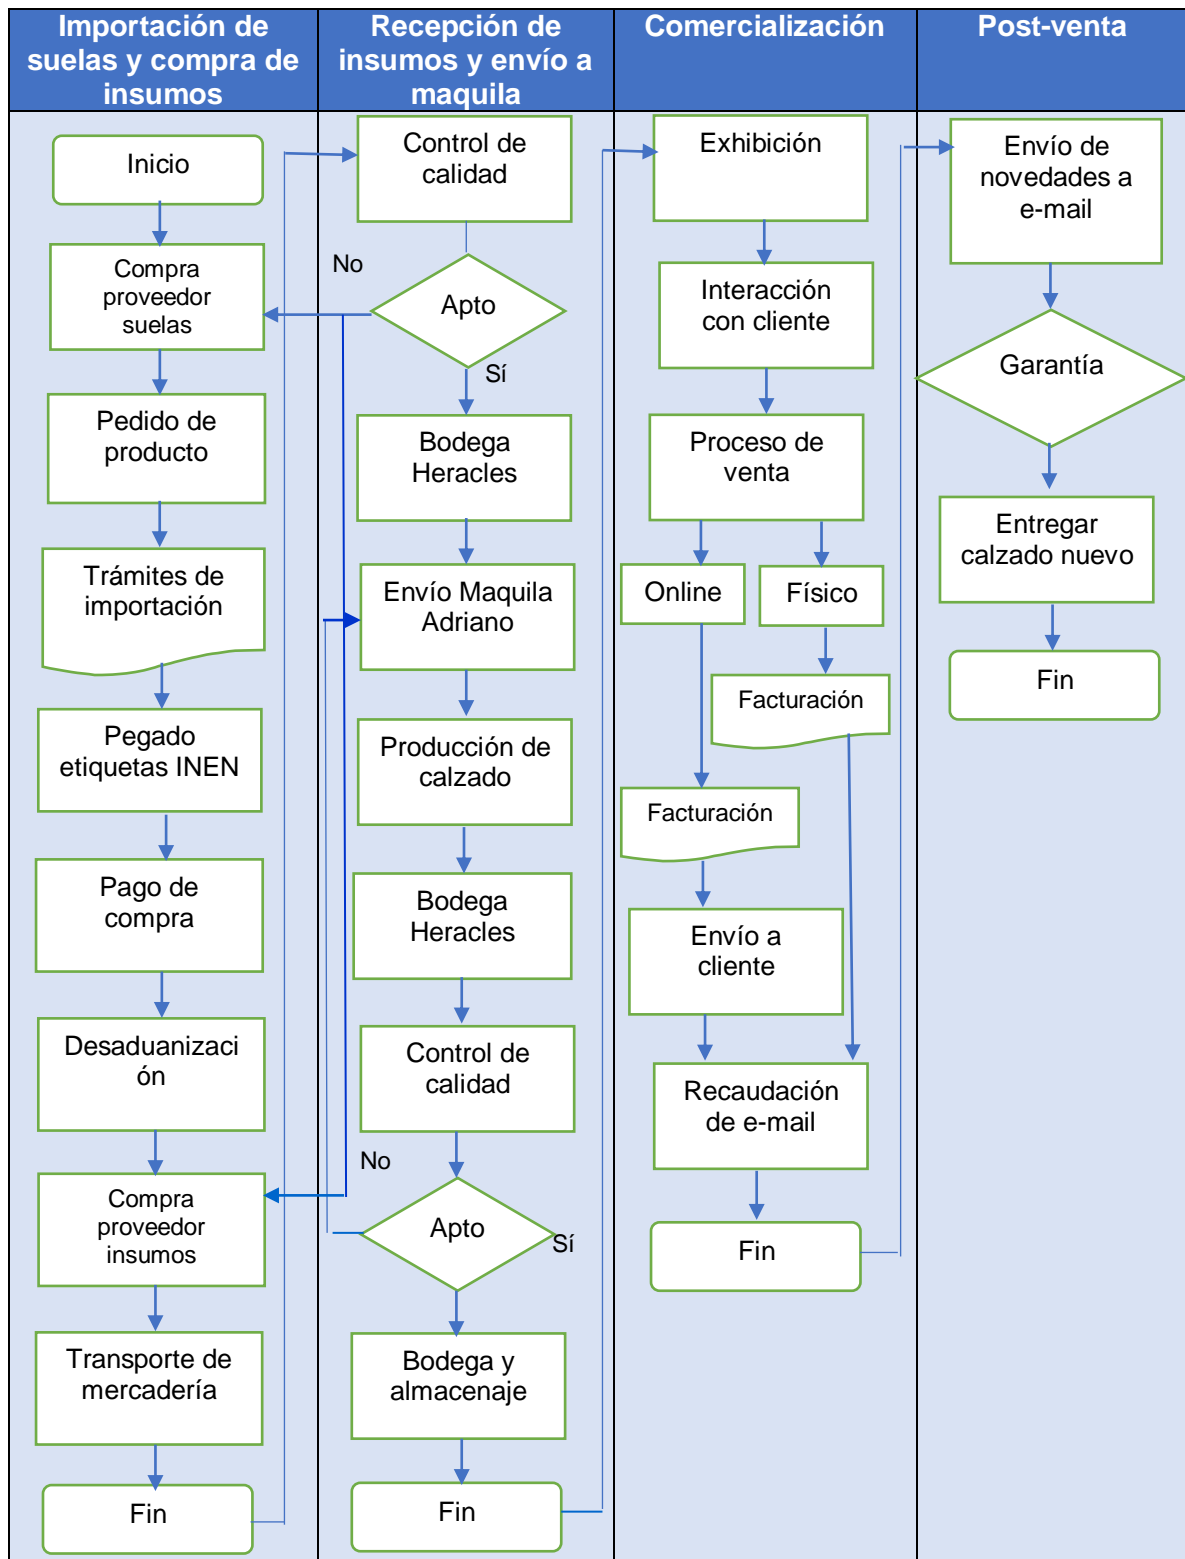 Importación de
suelas y compra de
insumos
Recepción de
insumos y envío a
maquila
Comercialización
Post-venta
Inicio
Compra
proveedor
suelas
Pedido de
producto
Trámites de
importación
Pegado
etiquetas INEN
Pago de
compra
Desaduanizaci
ón
Compra
proveedor
insumos
Transporte de
mercadería
Fin
Control de
calidad
No
Apto
Sí
Bodega
Heracles
Envío Maquila
Adriano
Producción de
calzado
Bodega
Heracles
Control de
calidad
No
Apto
Sí
Bodega y
almacenaje
Fin
Exhibición
Interacción
con cliente
Proceso de
venta
Online
Físico
Facturación
Facturación
Envío a
cliente
Recaudación
de e-mail
Fin
Envío de
novedades a
e-mail
Garantía
Entregar
calzado nuevo
Fin